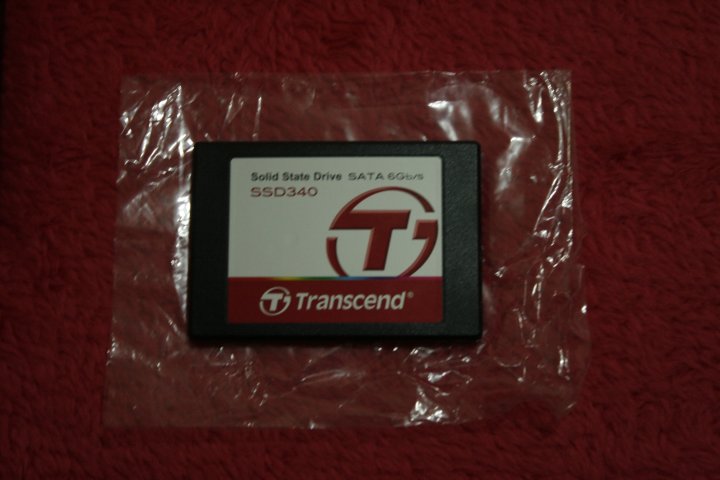 Solid State Drive SATA 6Gb/s
SSD340
Transcend®